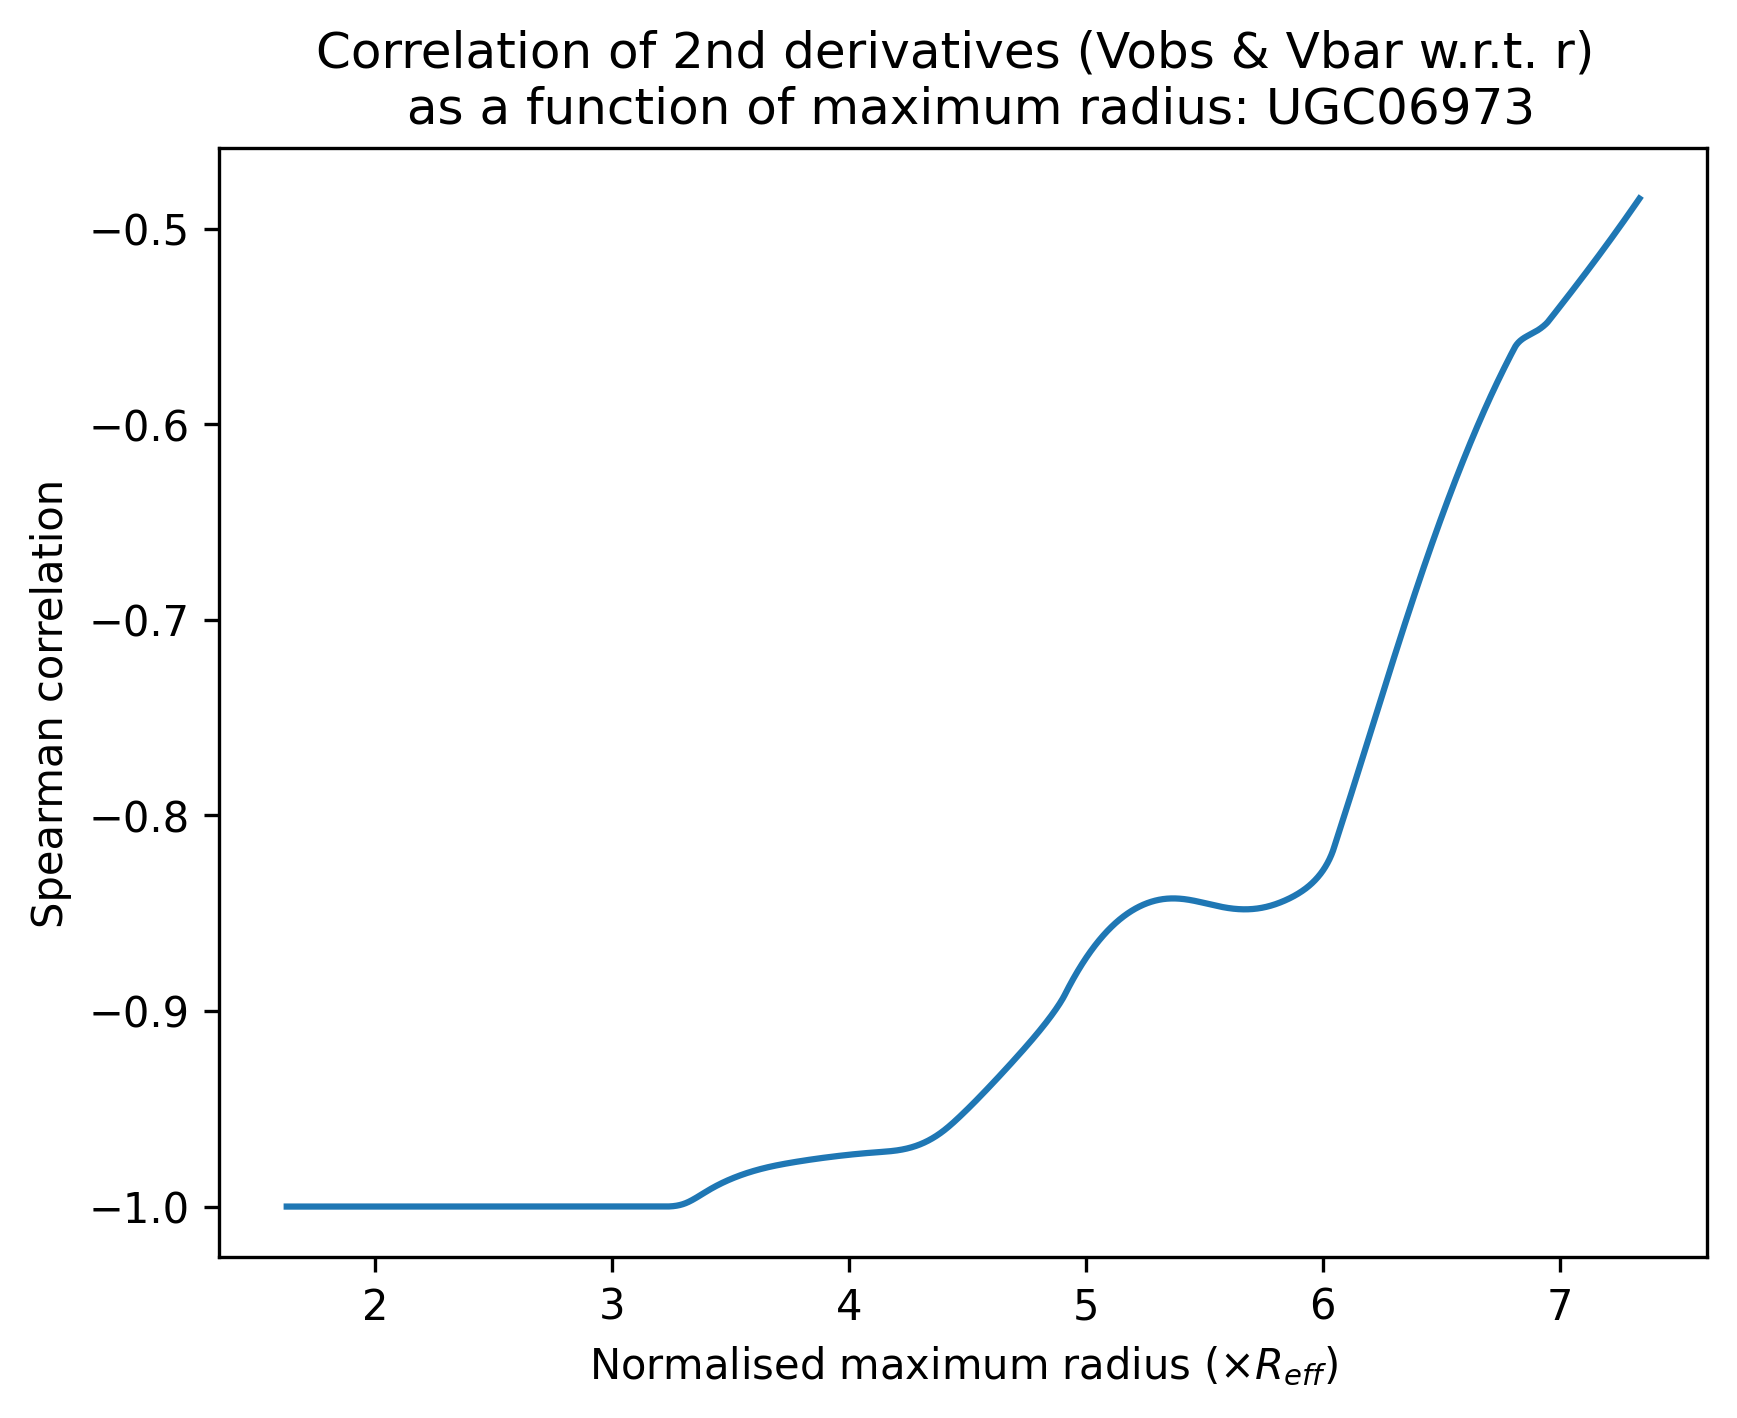 Correlation of 2nd derivatives (Vobs & Vbar w.r.t. r)
as a function of maximum radius: UGC06973
Spearman correlation
−0.5
−0.6
−0.7
−0.8
−0.9
−1.0
2 3 4 5 6 7
Normalised maximum radius (×R_eff)